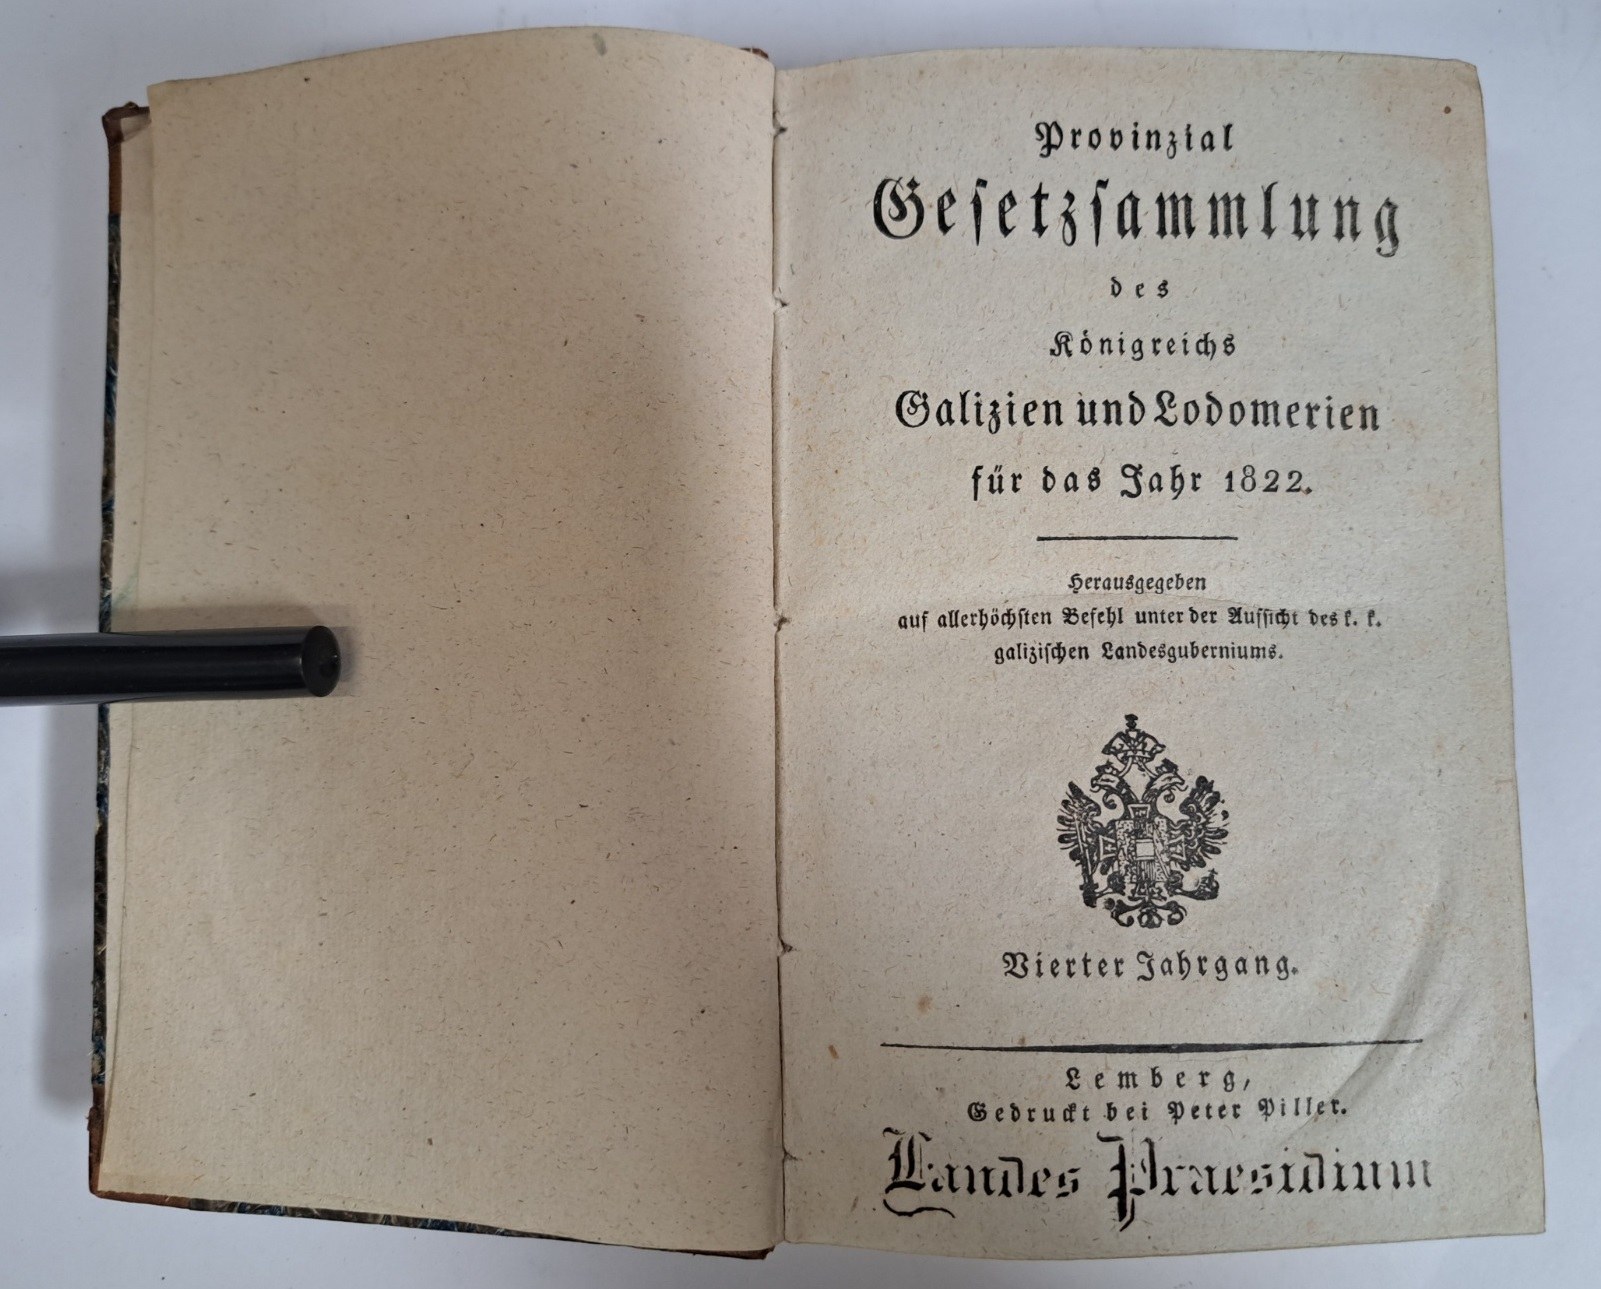 Provinzial
Geſetzſammlung
des
Königreichs
Galizien und Lodomerien
für das Jahr 1822.
Herausgegeben
auf allerhöchſten Befehl unter der Aufſicht des k. k.
galiziſchen Landesguberniums.
Vierter Jahrgang.
Lemberg,
Gedruckt bei Peter Piller.
Landes Praesidium